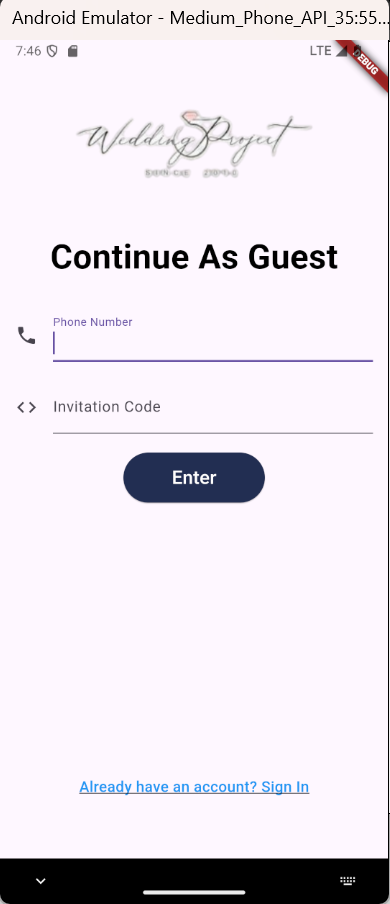 Android Emulator - Medium_Phone_API_35:55...
7:46 LTE
DEBUG
Wedding Project
Continue As Guest
Phone Number
Invitation Code
Enter
Already have an account? Sign In